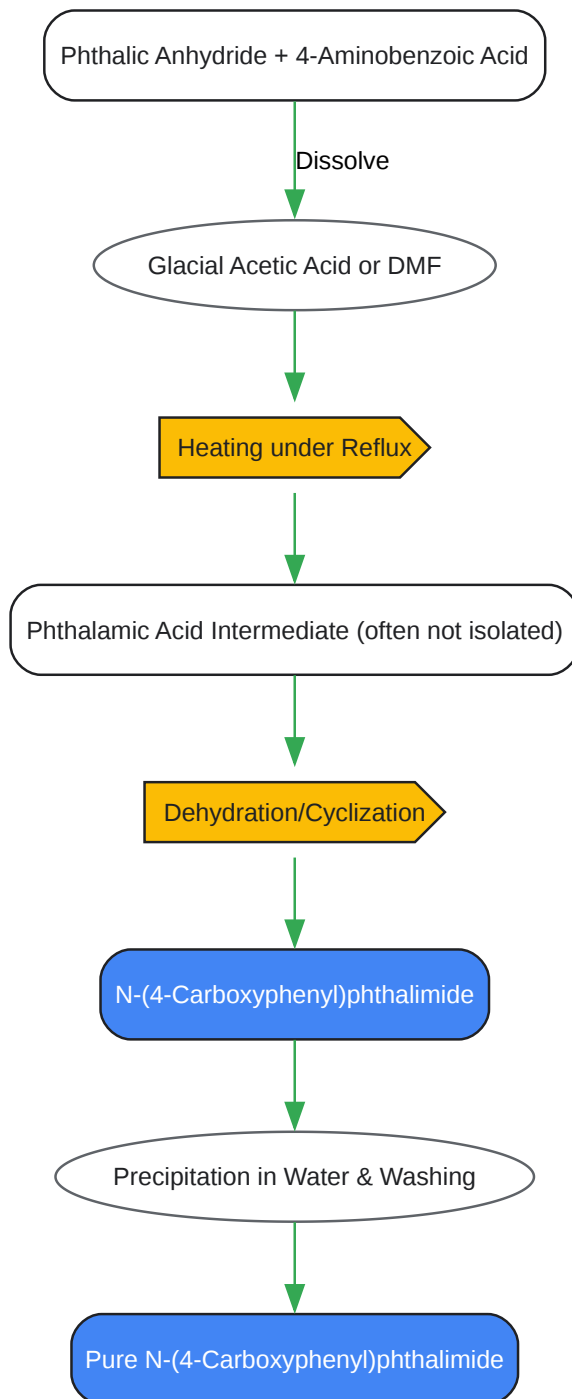 Phthalic Anhydride + 4-Aminobenzoic Acid
Dissolve
Glacial Acetic Acid or DMF
Heating under Reflux
Phthalamic Acid Intermediate (often not isolated)
Dehydration/Cyclization
N-(4-Carboxyphenyl)phthalimide
Precipitation in Water & Washing
Pure N-(4-Carboxyphenyl)phthalimide